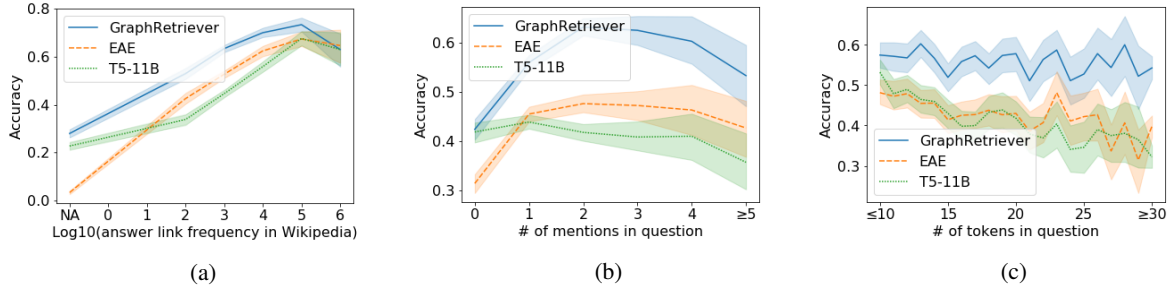 0.8
0.6
0.4
0.2
0.0
Accuracy
GraphRetriever
EAE
T5-11B
NA 0 1 2 3 4 5 6
Log10(answer link frequency in Wikipedia)
(a)
0.6
0.5
0.4
0.3
Accuracy
GraphRetriever
EAE
T5-11B
0 1 2 3 4 ≥5
# of mentions in question
(b)
0.6
0.5
0.4
0.3
Accuracy
GraphRetriever
EAE
T5-11B
≤10 15 20 25 ≥30
# of tokens in question
(c)